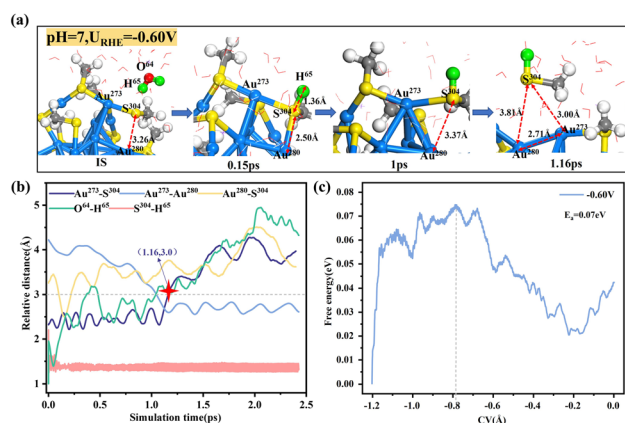 (a)
pH=7,U_RHE=-0.60V
O⁶⁴
H⁶⁵
Au²⁷³
S³⁰⁴
3.26Å
Au²⁸⁰
IS
Au²⁷³
H⁶⁵
1.36Å
S³⁰⁴
2.50Å
Au²⁸⁰
0.15ps
Au²⁷³
S³⁰⁴
3.37Å
Au²⁸⁰
1ps
S³⁰⁴
3.81Å
3.00Å
2.71Å
Au²⁷³
Au²⁸⁰
1.16ps
(b)
Au²⁷³-S³⁰⁴
Au²⁷³-Au²⁸⁰
Au²⁸⁰-S³⁰⁴
O⁶⁴-H⁶⁵
S³⁰⁴-H⁶⁵
(1.16,3.0)
Relative distance(Å)
5
4
3
2
1
0.0 0.5 1.0 1.5 2.0 2.5
Simulation time(ps)
(c)
-0.60V
Eₐ=0.07eV
Free energy(eV)
0.08
0.07
0.06
0.05
0.04
0.03
0.02
0.01
0.00
-1.2 -1.0 -0.8 -0.6 -0.4 -0.2 0.0
CV(Å)